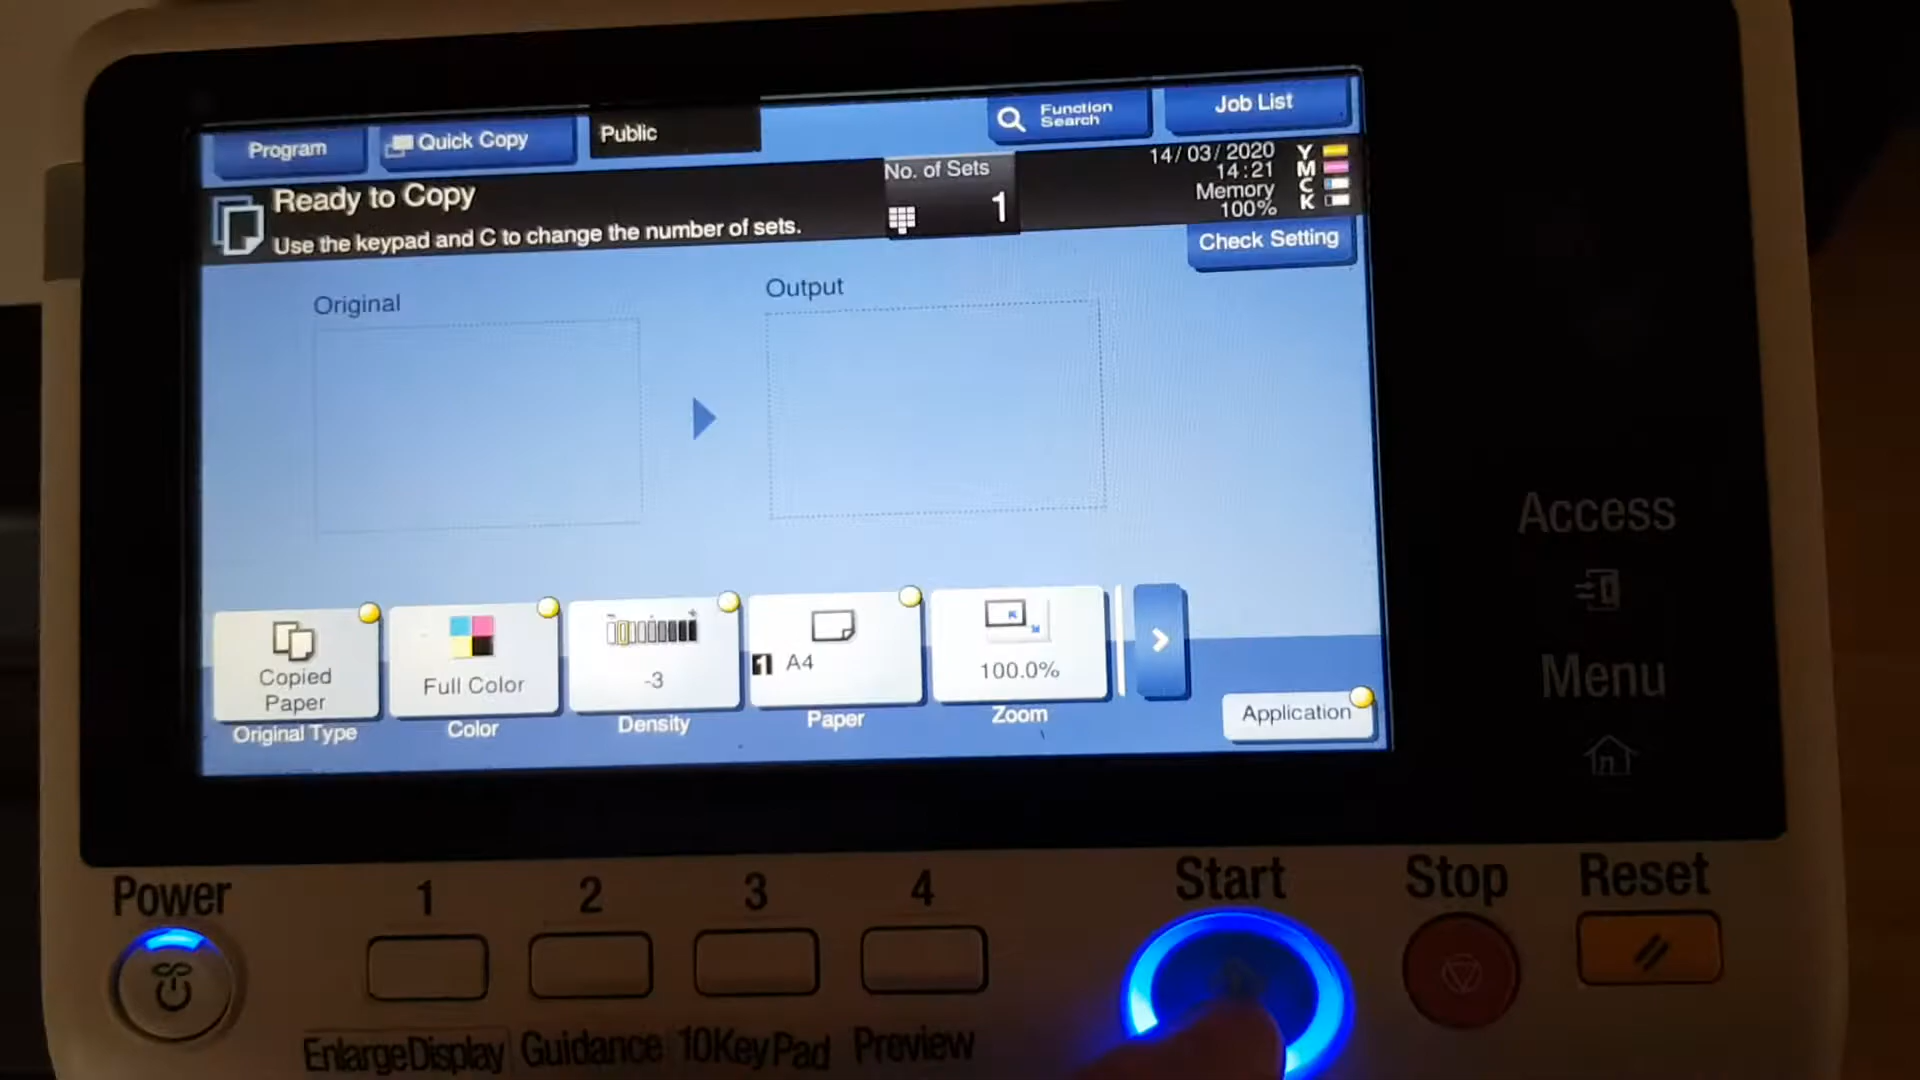 Program
Quick Copy
Public
Function
Search
Job List
Ready to Copy
Use the keypad and C to change the number of sets.
No. of Sets
1
14/03/2020
14:21
Memory
100%
Y
M
C
K
Check Setting
Original
Output
Copied
Paper
Original Type
Full Color
Color
-3
Density
1 A4
Paper
100.0%
Zoom
Application
Access
Menu
Power
1
2
3
4
Start
Stop
Reset
EnlargeDisplay
Guidance
10KeyPad
Preview